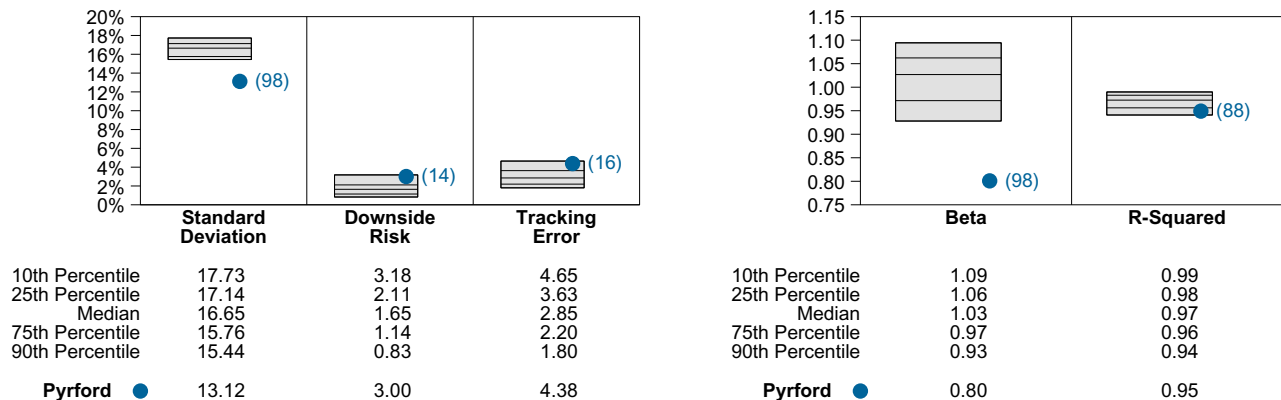 20%
18%
16%
14%
12%
10%
8%
6%
4%
2%
0%
(98)
(14)
(16)
Standard
Deviation
Downside
Risk
Tracking
Error
10th Percentile 17.73 3.18 4.65
25th Percentile 17.14 2.11 3.63
Median 16.65 1.65 2.85
75th Percentile 15.76 1.14 2.20
90th Percentile 15.44 0.83 1.80
Pyrford 13.12 3.00 4.38
1.15
1.10
1.05
1.00
0.95
0.90
0.85
0.80
0.75
(98)
(88)
Beta R-Squared
10th Percentile 1.09 0.99
25th Percentile 1.06 0.98
Median 1.03 0.97
75th Percentile 0.97 0.96
90th Percentile 0.93 0.94
Pyrford 0.80 0.95